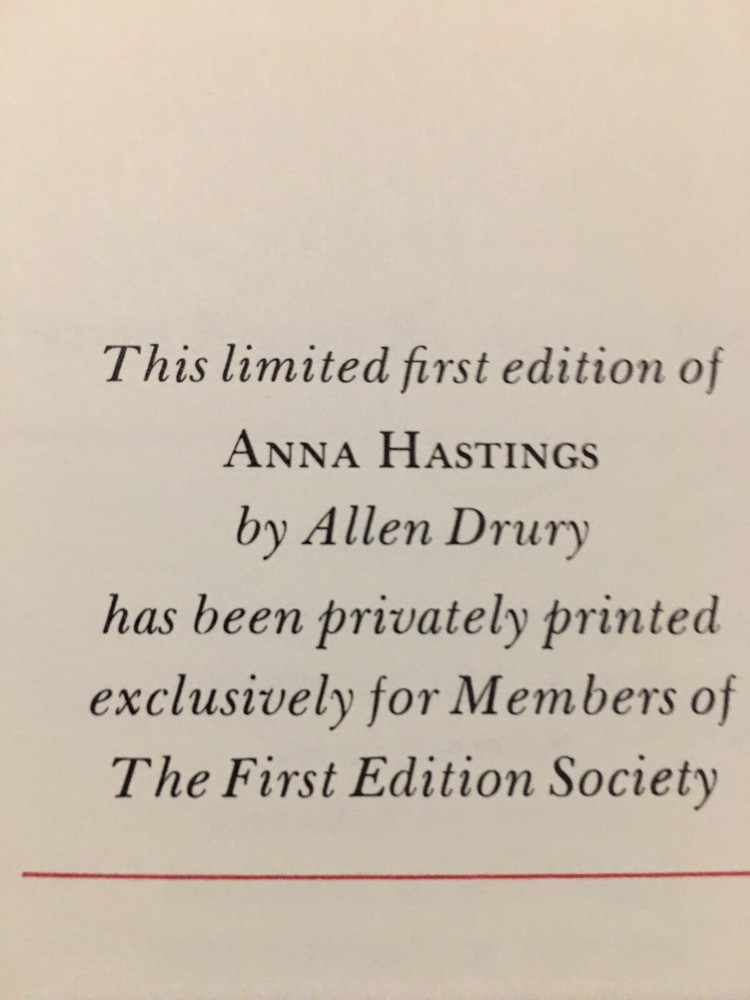 This limited first edition of
ANNA HASTINGS
by Allen Drury
has been privately printed
exclusively for Members of
The First Edition Society